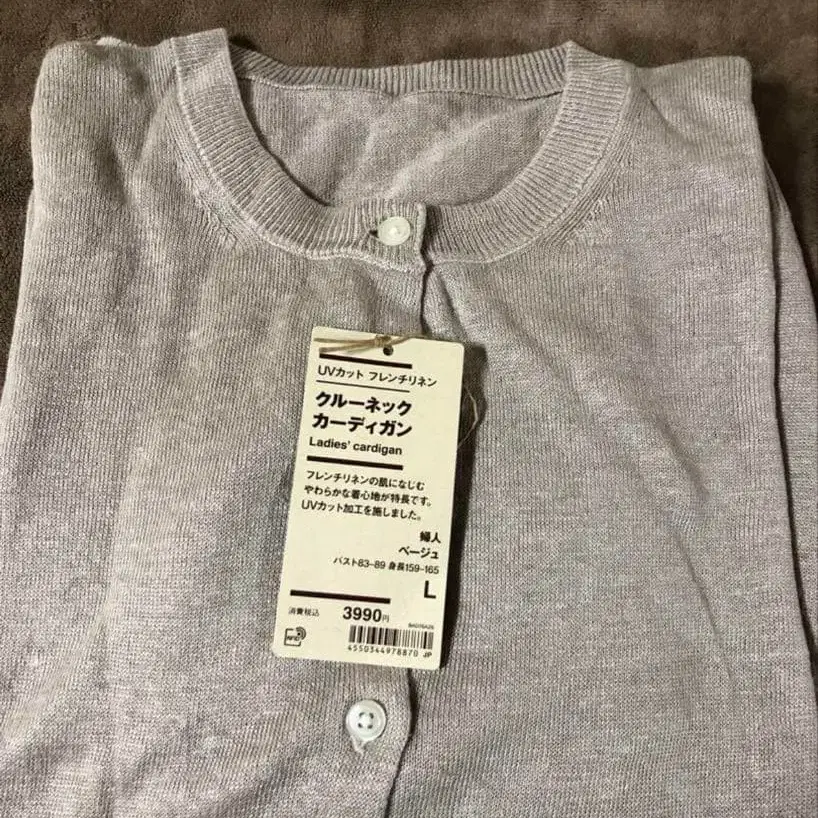 UVカット フレンチリネン
クルーネック
カーディガン
Ladies' cardigan
フレンチリネンの肌になじむ
やわらかな着心地が特長です。
UVカット加工を施しました。
婦人
ベージュ
バスト83-89 身長159-165
L
消費税込 3990円
RFID
4550344978870 JP